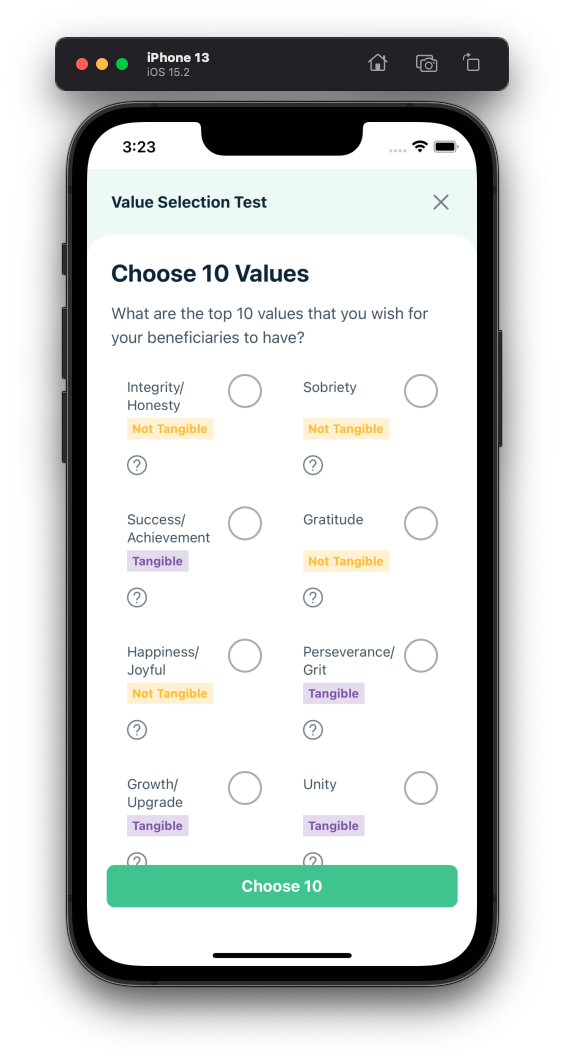 iPhone 13
iOS 15.2
3:23
Value Selection Test
Choose 10 Values
What are the top 10 values that you wish for
your beneficiaries to have?
Integrity/
Honesty
Not Tangible
?
Sobriety
Not Tangible
?
Success/
Achievement
Tangible
?
Gratitude
Not Tangible
?
Happiness/
Joyful
Not Tangible
?
Perseverance/
Grit
Tangible
?
Growth/
Upgrade
Tangible
?
Unity
Tangible
?
Choose 10